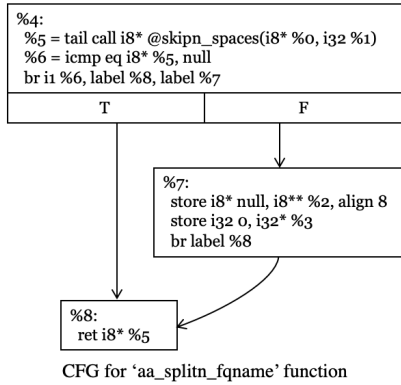 %4:
%5 = tail call i8* @skipn_spaces(i8* %0, i32 %1)
%6 = icmp eq i8* %5, null
br i1 %6, label %8, label %7
T F
%7:
store i8* null, i8** %2, align 8
store i32 0, i32* %3
br label %8
%8:
ret i8* %5
CFG for ‘aa_splitn_fqname’ function